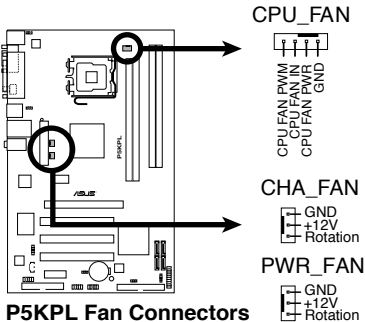 CPU_FAN
CPU FAN PWM
CPU FAN IN
CPU FAN PWR
GND
P5KPL
ASUS
CHA_FAN
GND
+12V
Rotation
PWR_FAN
GND
+12V
Rotation
P5KPL Fan Connectors